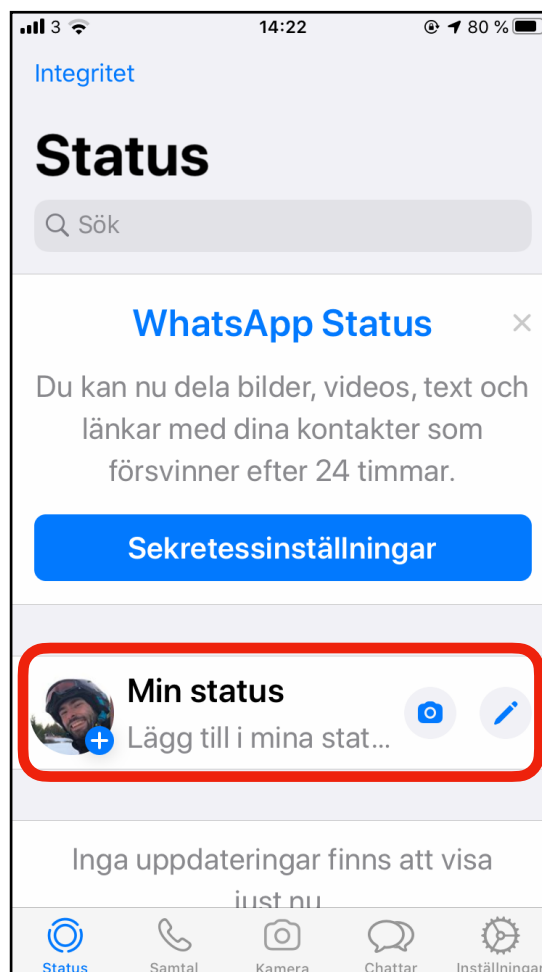 3 14:22 80 %
Integritet
Status
Sök
WhatsApp Status
Du kan nu dela bilder, videos, text och
länkar med dina kontakter som
försvinner efter 24 timmar.
Sekretessinställningar
Min status
Lägg till i mina stat...
Inga uppdateringar finns att visa
just nu
Status Samtal Kamera Chattar Inställningar